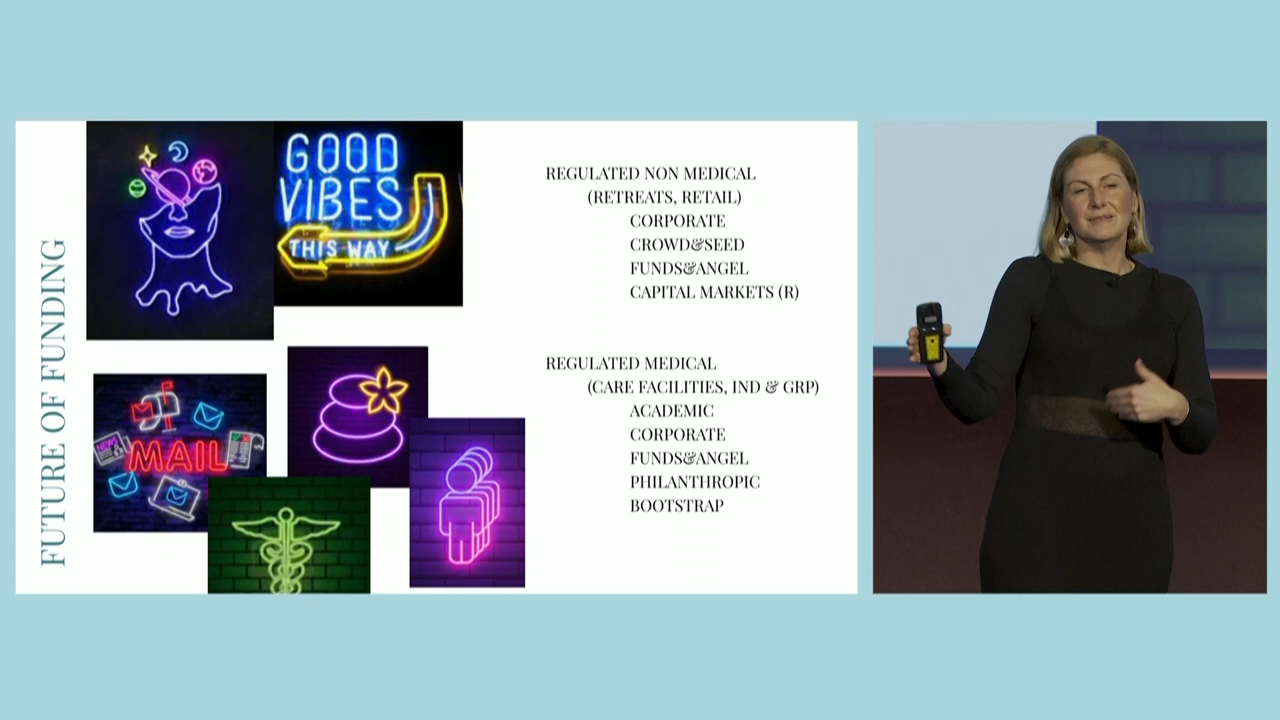 FUTURE OF FUNDING
GOOD
VIBES
THIS WAY
MAIL
NEWS
REGULATED NON MEDICAL
(RETREATS, RETAIL)
CORPORATE
CROWD&SEED
FUNDS&ANGEL
CAPITAL MARKETS (R)
REGULATED MEDICAL
(CARE FACILITIES, IND & GRP)
ACADEMIC
CORPORATE
FUNDS&ANGEL
PHILANTHROPIC
BOOTSTRAP